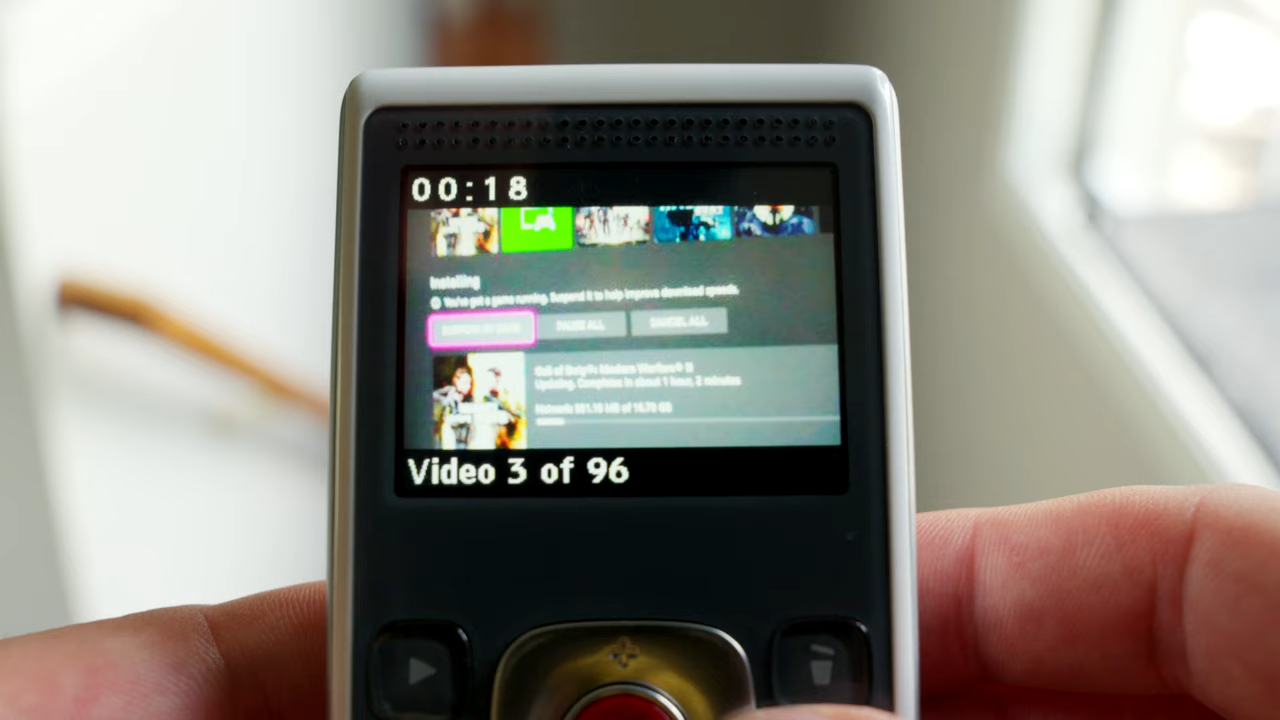 00:18
Installing
You've got a game running. Suspend it to help improve download speeds.
PAUSE ALL CANCEL ALL
Call of Duty®: Modern Warfare® II
Updating. Completes in about 1 hour, 2 minutes
Video 3 of 96